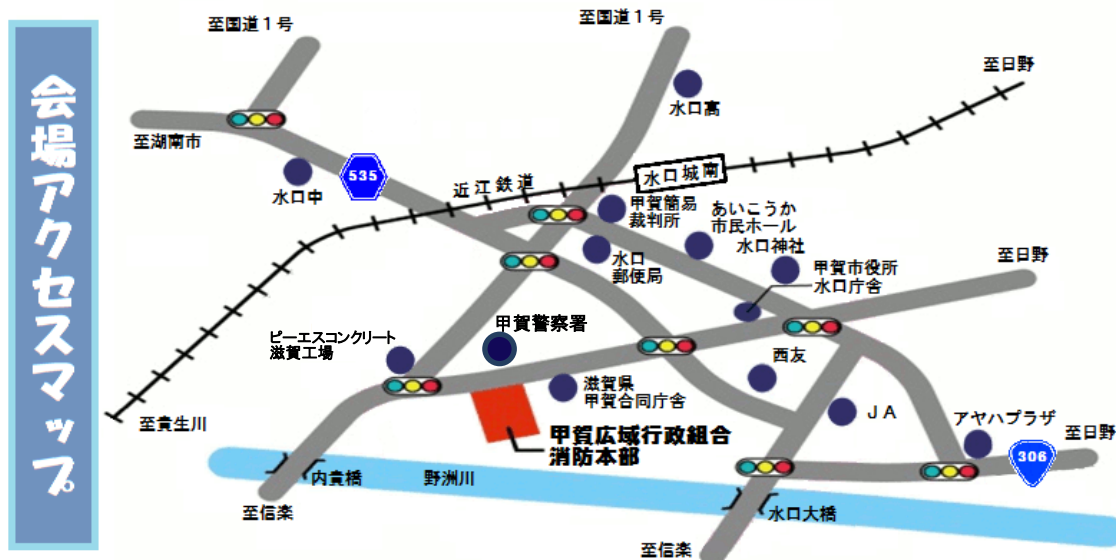 会場アクセスマップ
至国道１号
至国道１号
至日野
水口高
至湖南市
535
水口中
近江鉄道
水口城南
甲賀簡易
裁判所
あいこうか
市民ホール
水口神社
水口
郵便局
甲賀市役所
水口庁舎
至日野
甲賀警察署
ピーエスコンクリート
滋賀工場
西友
滋賀県
甲賀合同庁舎
ＪＡ
アヤハプラザ
至日野
306
至貴生川
甲賀広域行政組合
消防本部
内貴橋
野洲川
至信楽
水口大橋
至信楽